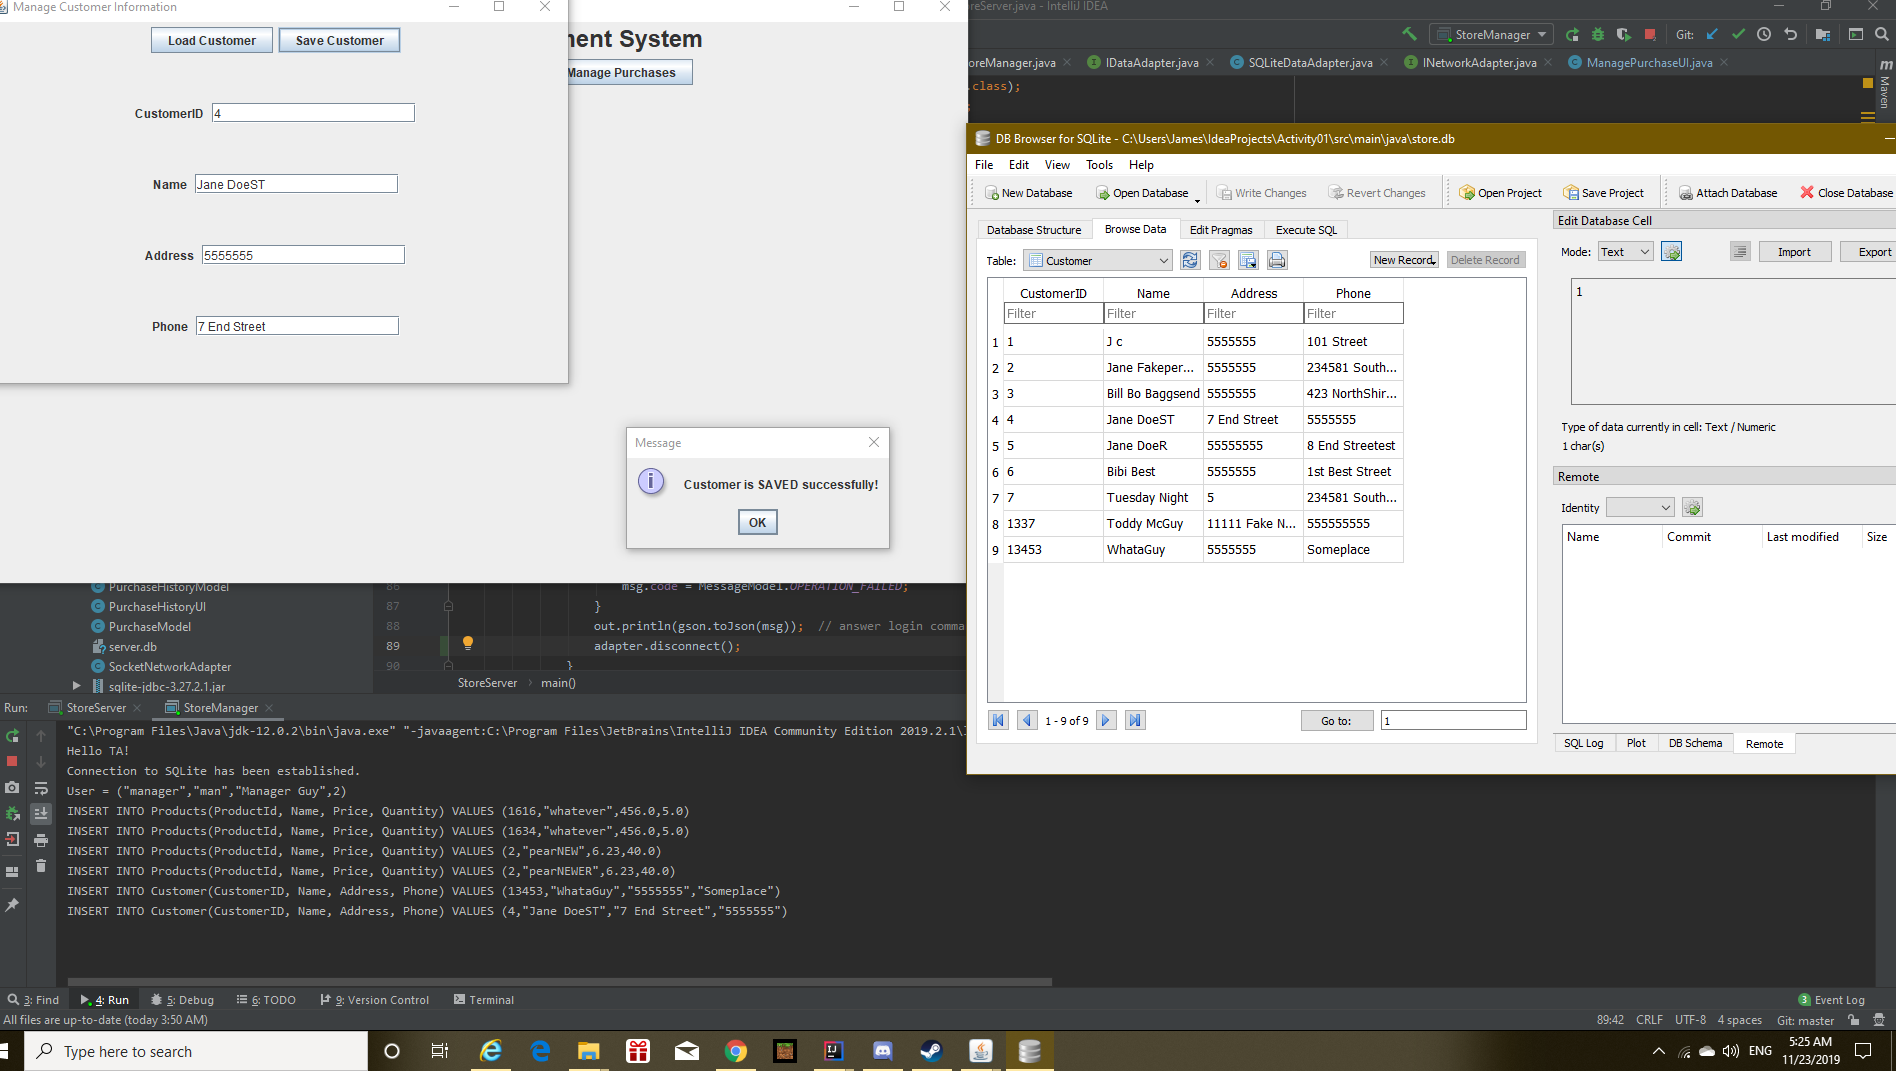 Manage Customer Information
Load Customer
Save Customer
CustomerID 4
Name Jane DoeST
Address 5555555
Phone 7 End Street
ment System
Manage Purchases
Message
Customer is SAVED successfully!
OK
reServer.java - IntelliJ IDEA
StoreManager
Git:
oreManager.java
IDataAdapter.java
SQLiteDataAdapter.java
INetworkAdapter.java
ManagePurchaseUI.java
.class);
;
Maven
DB Browser for SQLite - C:\Users\James\IdeaProjects\Activity01\src\main\java\store.db
File Edit View Tools Help
New Database
Open Database
Write Changes
Revert Changes
Open Project
Save Project
Attach Database
Close Database
Database Structure
Browse Data
Edit Pragmas
Execute SQL
Table: Customer
New Record
Delete Record
CustomerID Name Address Phone
Filter Filter Filter Filter
1 1 J c 5555555 101 Street
2 2 Jane Fakeper... 5555555 234581 South...
3 3 Bill Bo Baggsend 5555555 423 NorthShir...
4 4 Jane DoeST 7 End Street 5555555
5 5 Jane DoeR 55555555 8 End Streetest
6 6 Bibi Best 5555555 1st Best Street
7 7 Tuesday Night 5 234581 South...
8 1337 Toddy McGuy 11111 Fake N... 555555555
9 13453 WhataGuy 5555555 Someplace
1 - 9 of 9
Go to: 1
Edit Database Cell
Mode: Text
Import
Export
1
Type of data currently in cell: Text / Numeric
1 char(s)
Remote
Identity
Name Commit Last modified Size
SQL Log Plot DB Schema Remote
PurchaseHistoryModel
PurchaseHistoryUI
PurchaseModel
server.db
SocketNetworkAdapter
sqlite-jdbc-3.27.2.1.jar
86 msg.code = MessageModel.OPERATION_FAILED;
87 }
88 out.println(gson.toJson(msg)); // answer login comma
89 adapter.disconnect();
90 }
StoreServer › main()
Run: StoreServer StoreManager
"C:\Program Files\Java\jdk-12.0.2\bin\java.exe" "-javaagent:C:\Program Files\JetBrains\IntelliJ IDEA Community Edition 2019.2.1\
Hello TA!
Connection to SQLite has been established.
User = ("manager","man","Manager Guy",2)
INSERT INTO Products(ProductId, Name, Price, Quantity) VALUES (1616,"whatever",456.0,5.0)
INSERT INTO Products(ProductId, Name, Price, Quantity) VALUES (1634,"whatever",456.0,5.0)
INSERT INTO Products(ProductId, Name, Price, Quantity) VALUES (2,"pearNEW",6.23,40.0)
INSERT INTO Products(ProductId, Name, Price, Quantity) VALUES (2,"pearNEWER",6.23,40.0)
INSERT INTO Customer(CustomerID, Name, Address, Phone) VALUES (13453,"WhataGuy","5555555","Someplace")
INSERT INTO Customer(CustomerID, Name, Address, Phone) VALUES (4,"Jane DoeST","7 End Street","5555555")
3: Find
4: Run
5: Debug
6: TODO
9: Version Control
Terminal
3 Event Log
All files are up-to-date (today 3:50 AM)
89:42 CRLF UTF-8 4 spaces Git: master
Type here to search
ENG
5:25 AM
11/23/2019